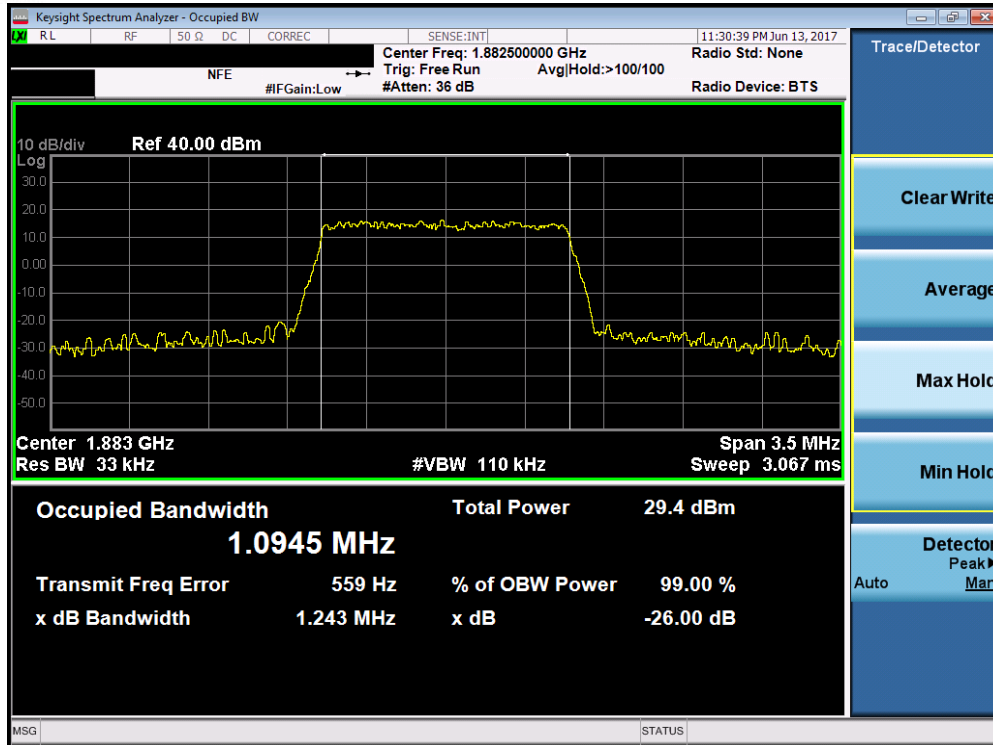 Keysight Spectrum Analyzer - Occupied BW
LXI RL RF 50 Ω DC CORREC SENSE:INT 11:30:39 PM Jun 13, 2017
Center Freq: 1.882500000 GHz Radio Std: None
NFE Trig: Free Run Avg|Hold:>100/100
#IFGain:Low #Atten: 36 dB Radio Device: BTS
Trace/Detector
10 dB/div Ref 40.00 dBm
Log
30.0
20.0
10.0
0.00
-10.0
-20.0
-30.0
-40.0
-50.0
Center 1.883 GHz Span 3.5 MHz
Res BW 33 kHz #VBW 110 kHz Sweep 3.067 ms
Occupied Bandwidth Total Power 29.4 dBm
1.0945 MHz
Transmit Freq Error 559 Hz % of OBW Power 99.00 %
x dB Bandwidth 1.243 MHz x dB -26.00 dB
Clear Write
Average
Max Hold
Min Hold
Detector
Peak
Auto Man
MSG STATUS